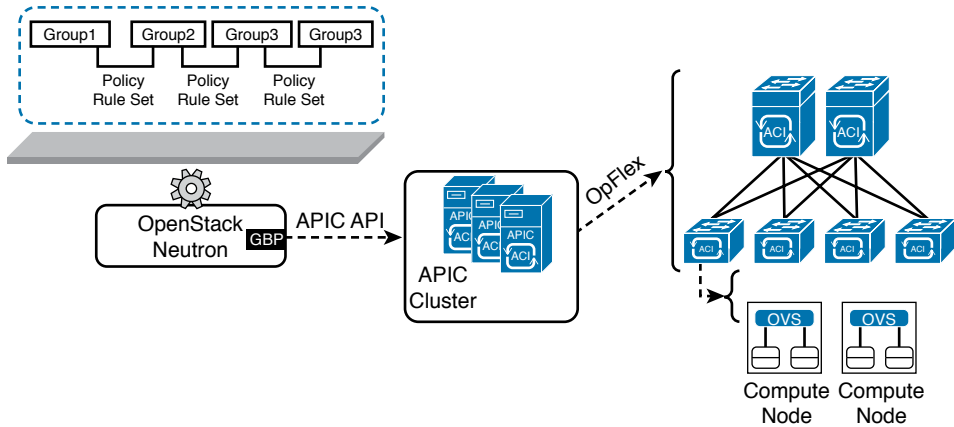 Group1
Group2
Group3
Group3
Policy
Rule Set
Policy
Rule Set
Policy
Rule Set
OpenStack
Neutron
GBP
APIC API
APIC
ACI
APIC
ACI
APIC
ACI
APIC
Cluster
OpFlex
ACI
ACI
ACI
ACI
ACI
ACI
OVS
OVS
Compute
Node
Compute
Node